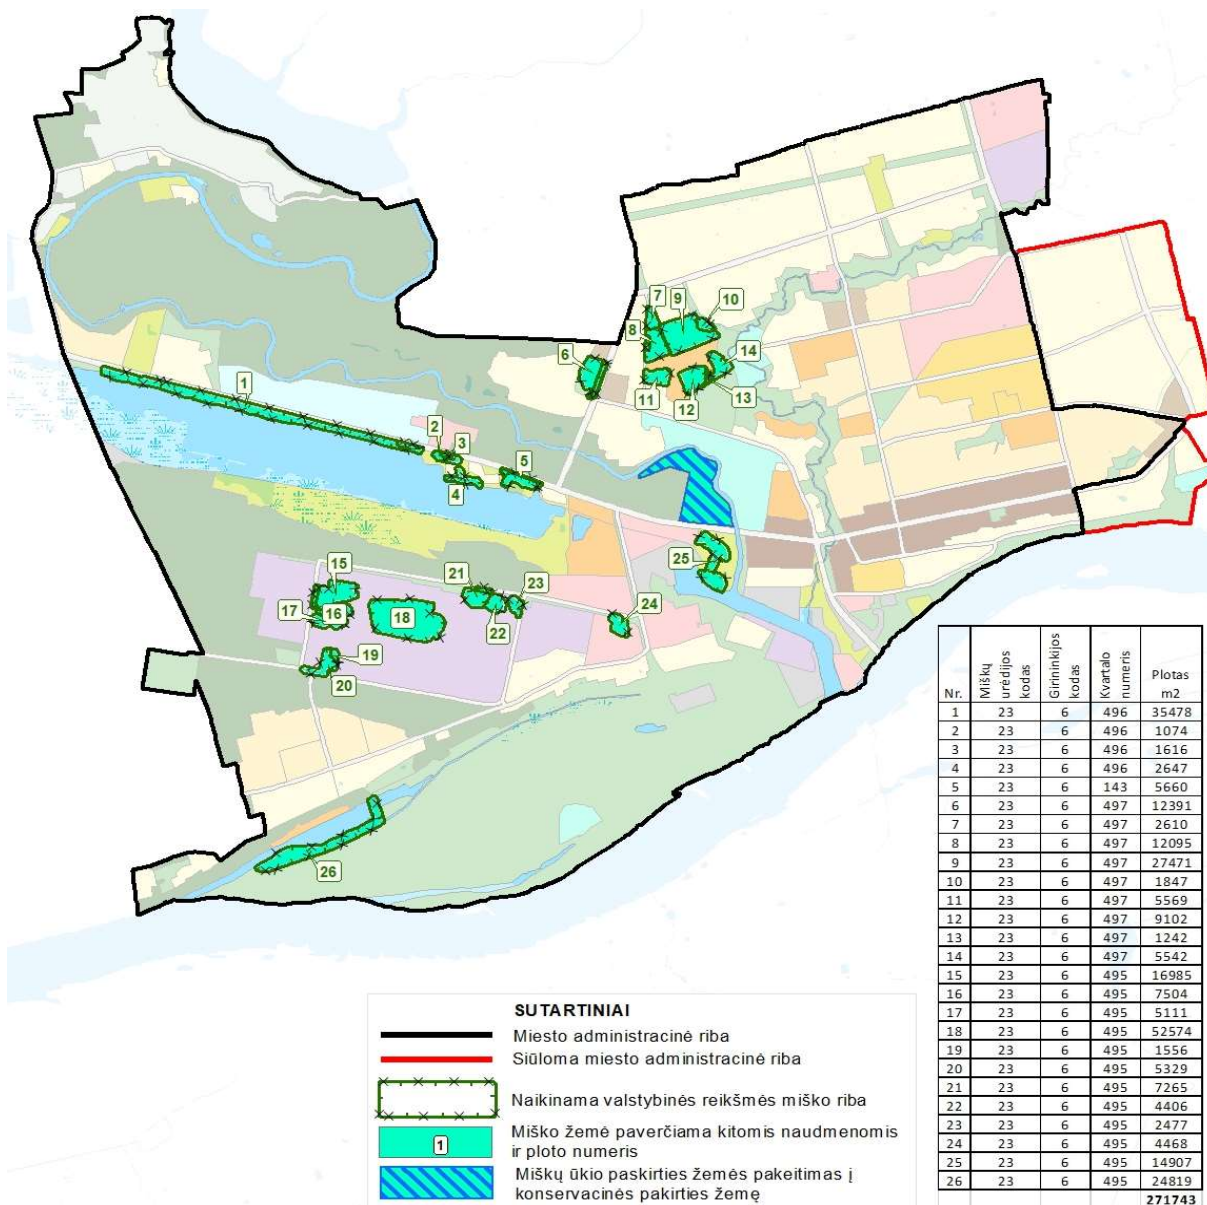 1
2
3
4
5
6
7
8
9
10
11
12
13
14
15
16
17
18
19
20
21
22
23
24
25
26
Nr. Miškų urėdijos kodas Girininkijos kodas Kvartalo numeris Plotas m2
1 23 6 496 35478
2 23 6 496 1074
3 23 6 496 1616
4 23 6 496 2647
5 23 6 143 5660
6 23 6 497 12391
7 23 6 497 2610
8 23 6 497 12095
9 23 6 497 27471
10 23 6 497 1847
11 23 6 497 5569
12 23 6 497 9102
13 23 6 497 1242
14 23 6 497 5542
15 23 6 495 16985
16 23 6 495 7504
17 23 6 495 5111
18 23 6 495 52574
19 23 6 495 1556
20 23 6 495 5329
21 23 6 495 7265
22 23 6 495 4406
23 23 6 495 2477
24 23 6 495 4468
25 23 6 495 14907
26 23 6 495 24819
271743
SUTARTINIAI
Miesto administracinė riba
Siūloma miesto administracinė riba
Naikinama valstybinės reikšmės miško riba
1
Miško žemė paverčiama kitomis naudmenomis
ir ploto numeris
Miškų ūkio paskirties žemės pakeitimas į
konservacinės pakirties žemę